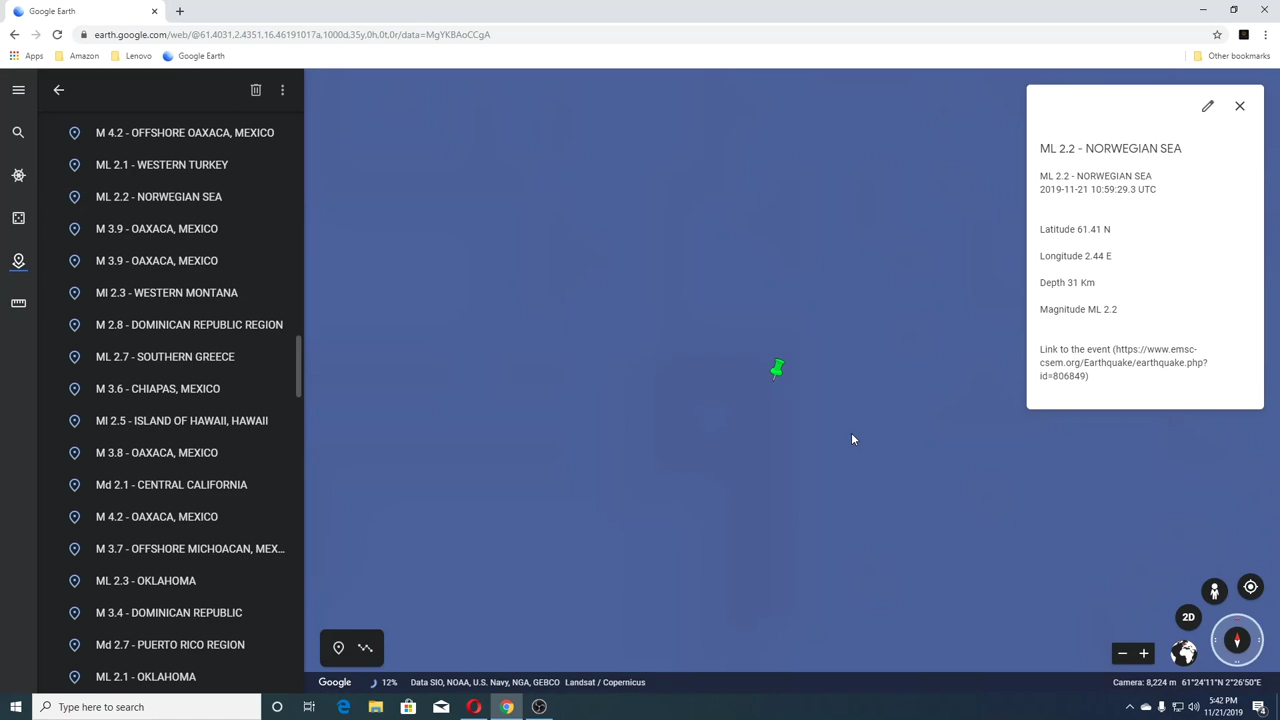 Google Earth
earth.google.com/web/@61.4031,2.4351,16.46191017a,1000d,35y,0h,0t,0r/data=MgYKBAoCCgA
Apps Amazon Lenovo Google Earth Other bookmarks
M 4.2 - OFFSHORE OAXACA, MEXICO
ML 2.1 - WESTERN TURKEY
ML 2.2 - NORWEGIAN SEA
M 3.9 - OAXACA, MEXICO
M 3.9 - OAXACA, MEXICO
Ml 2.3 - WESTERN MONTANA
M 2.8 - DOMINICAN REPUBLIC REGION
ML 2.7 - SOUTHERN GREECE
M 3.6 - CHIAPAS, MEXICO
Ml 2.5 - ISLAND OF HAWAII, HAWAII
M 3.8 - OAXACA, MEXICO
Md 2.1 - CENTRAL CALIFORNIA
M 4.2 - OAXACA, MEXICO
M 3.7 - OFFSHORE MICHOACAN, MEX...
ML 2.3 - OKLAHOMA
M 3.4 - DOMINICAN REPUBLIC
Md 2.7 - PUERTO RICO REGION
ML 2.1 - OKLAHOMA
ML 2.2 - NORWEGIAN SEA
ML 2.2 - NORWEGIAN SEA
2019-11-21 10:59:29.3 UTC
Latitude 61.41 N
Longitude 2.44 E
Depth 31 Km
Magnitude ML 2.2
Link to the event (https://www.emsc-
csem.org/Earthquake/earthquake.php?
id=806849)
2D
Google 12% Data SIO, NOAA, U.S. Navy, NGA, GEBCO Landsat / Copernicus Camera: 8,224 m 61°24'11"N 2°26'50"E
Type here to search
5:42 PM
11/21/2019
4